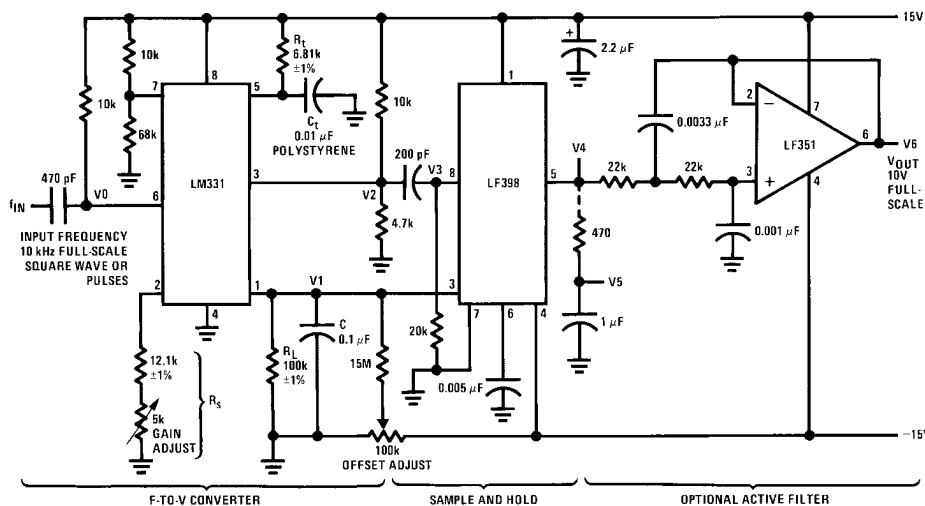 15V
10k
10k
68k
470 pF
fIN
V0
INPUT FREQUENCY
10 kHz FULL-SCALE
SQUARE WAVE OR
PULSES
8
7
6
5
3
2
1
4
LM331
Rt
6.81k
±1%
Ct
0.01 µF
POLYSTYRENE
10k
V2
4.7k
200 pF
V3
12.1k
±1%
5k
GAIN
ADJUST
Rs
V1
RL
100k
±1%
C
0.1 µF
15M
100k
OFFSET ADJUST
20k
0.005 µF
1
8
5
3
7
6
4
LF398
+
2.2 µF
V4
470
V5
1 µF
22k
22k
0.0033 µF
0.001 µF
2
3
7
4
6
−
+
LF351
V6
VOUT
10V
FULL-
SCALE
−15V
F-TO-V CONVERTER
SAMPLE AND HOLD
OPTIONAL ACTIVE FILTER